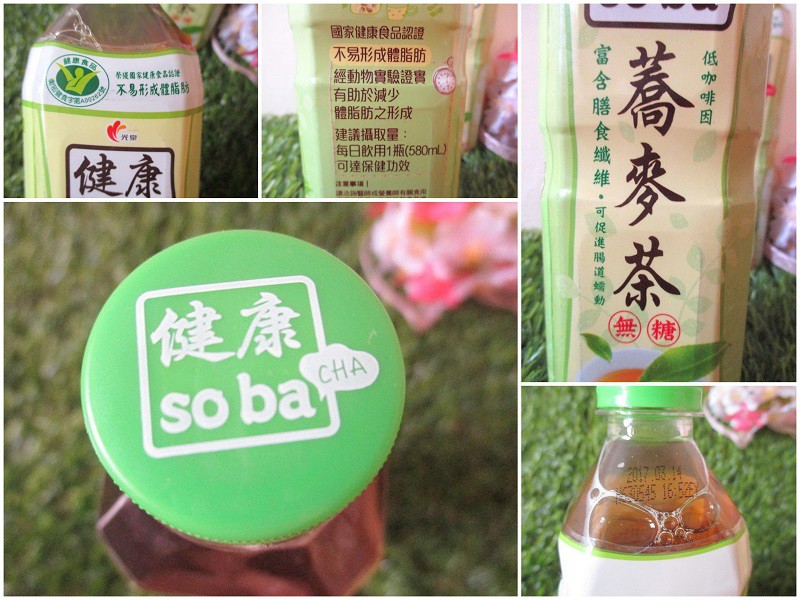 健康食品
衛部健食字第A00282號
榮獲國家健康食品認證
不易形成體脂肪
光泉
健康
國家健康食品認證
不易形成體脂肪
經動物實驗證實
有助於減少
體脂肪之形成
建議攝取量：
每日飲用1瓶(580mL)
可達保健功效
注意事項
soba
低咖啡因
蕎麥茶
富含膳食纖維・可促進腸道蠕動
無糖
健康
soba
CHA
2017.03.14